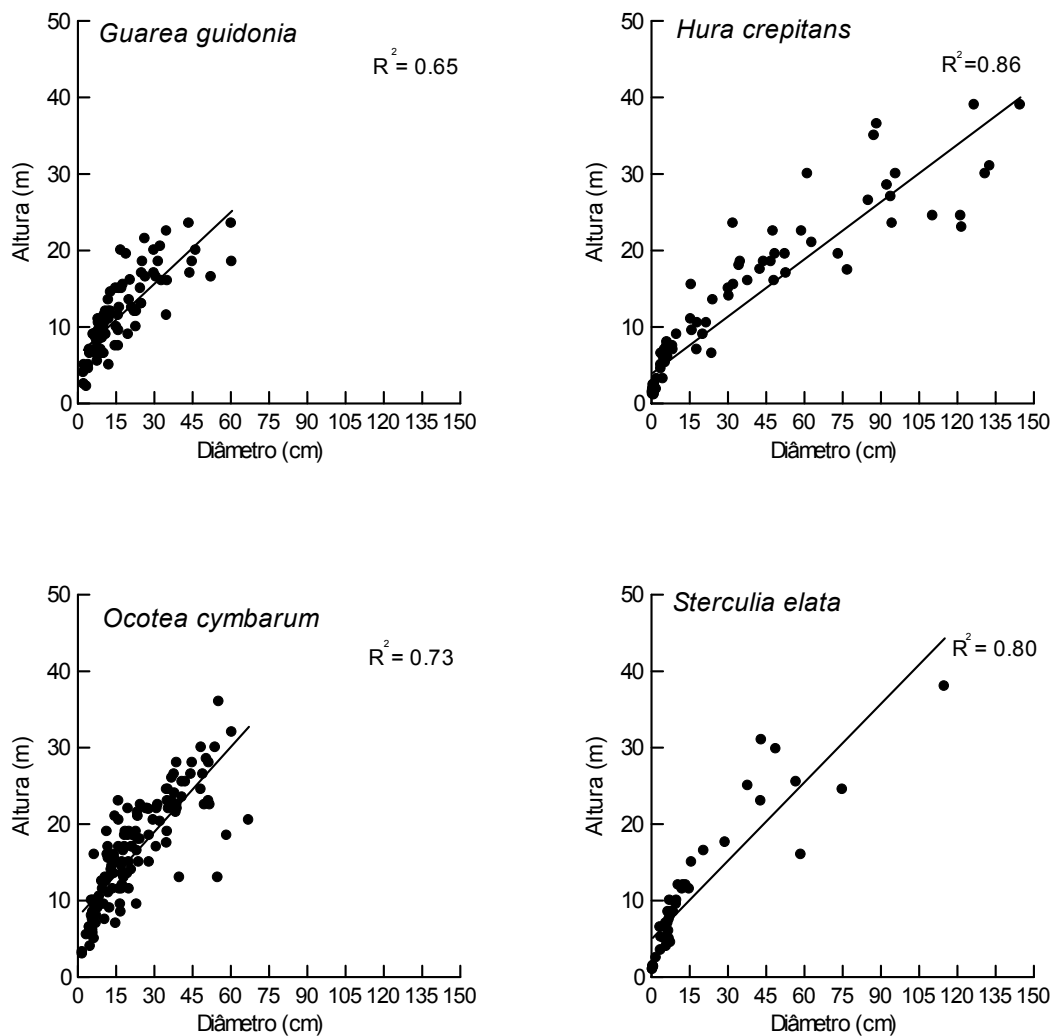 Guarea guidonia
R² = 0.65
Altura (m)
50
40
30
20
10
0
0 15 30 45 60 75 90 105 120 135 150
Diâmetro (cm)
Hura crepitans
R²=0.86
Altura (m)
50
40
30
20
10
0
0 15 30 45 60 75 90 105 120 135 150
Diâmetro (cm)
Ocotea cymbarum
R² = 0.73
Altura (m)
50
40
30
20
10
0
0 15 30 45 60 75 90 105 120 135 150
Diâmetro (cm)
Sterculia elata
R² = 0.80
Altura (m)
50
40
30
20
10
0
0 15 30 45 60 75 90 105 120 135 150
Diâmetro (cm)